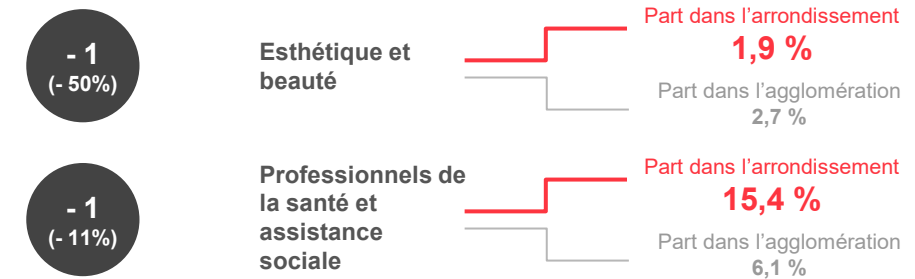 - 1
(- 50%)
Esthétique et
beauté
Part dans l’arrondissement
1,9 %
Part dans l’agglomération
2,7 %
- 1
(- 11%)
Professionnels de
la santé et
assistance
sociale
Part dans l’arrondissement
15,4 %
Part dans l’agglomération
6,1 %